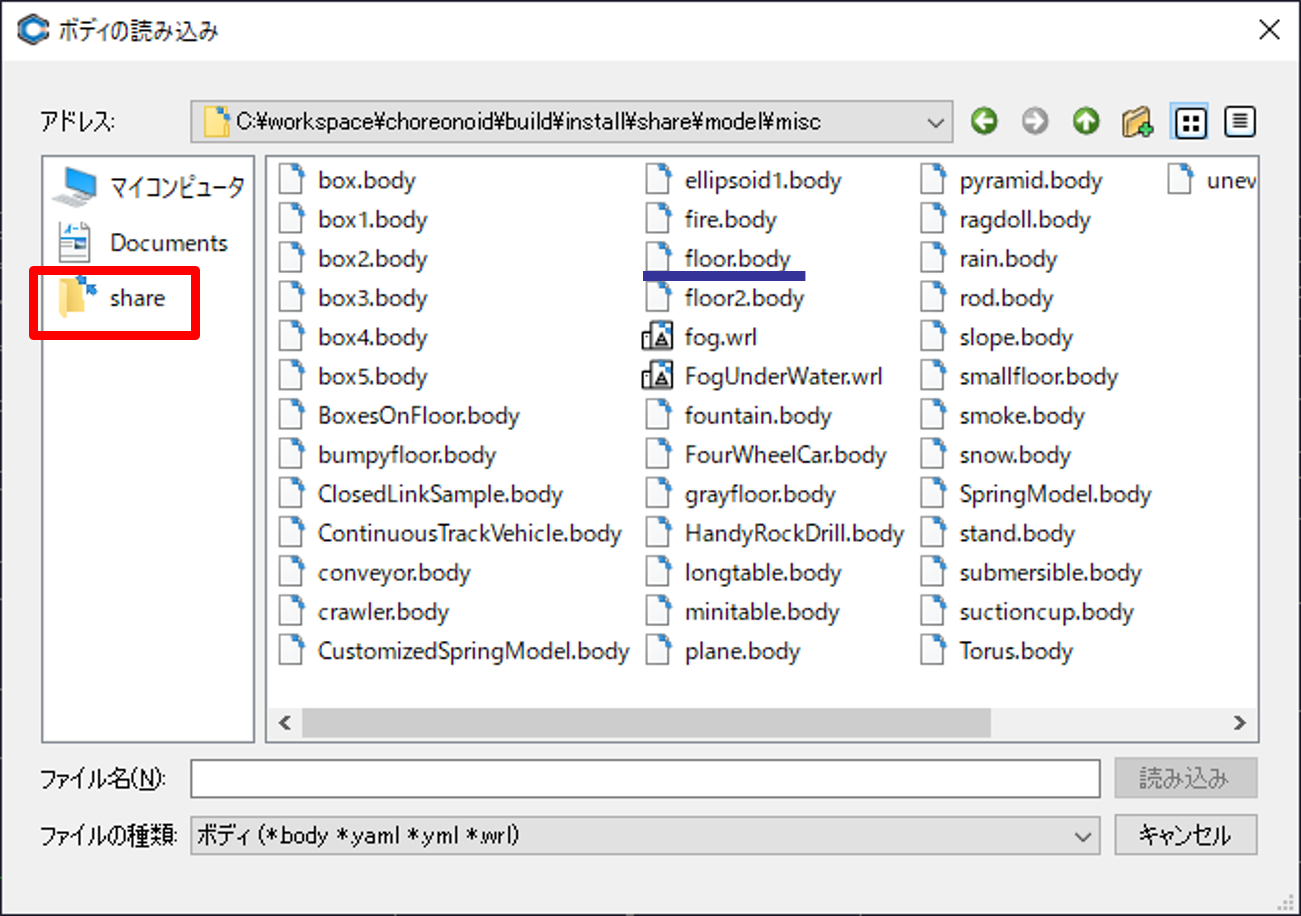 ボディの読み込み
アドレス:
C:¥workspace¥choreonoid¥build¥install¥share¥model¥misc
マイコンピュータ
Documents
share
box.body
box1.body
box2.body
box3.body
box4.body
box5.body
BoxesOnFloor.body
bumpyfloor.body
ClosedLinkSample.body
ContinuousTrackVehicle.body
conveyor.body
crawler.body
CustomizedSpringModel.body
ellipsoid1.body
fire.body
floor.body
floor2.body
fog.wrl
FogUnderWater.wrl
fountain.body
FourWheelCar.body
grayfloor.body
HandyRockDrill.body
longtable.body
minitable.body
plane.body
pyramid.body
ragdoll.body
rain.body
rod.body
slope.body
smallfloor.body
smoke.body
snow.body
SpringModel.body
stand.body
submersible.body
suctioncup.body
Torus.body
unev
ファイル名(N):
読み込み
ファイルの種類:
ボディ (*.body *.yaml *.yml *.wrl)
キャンセル